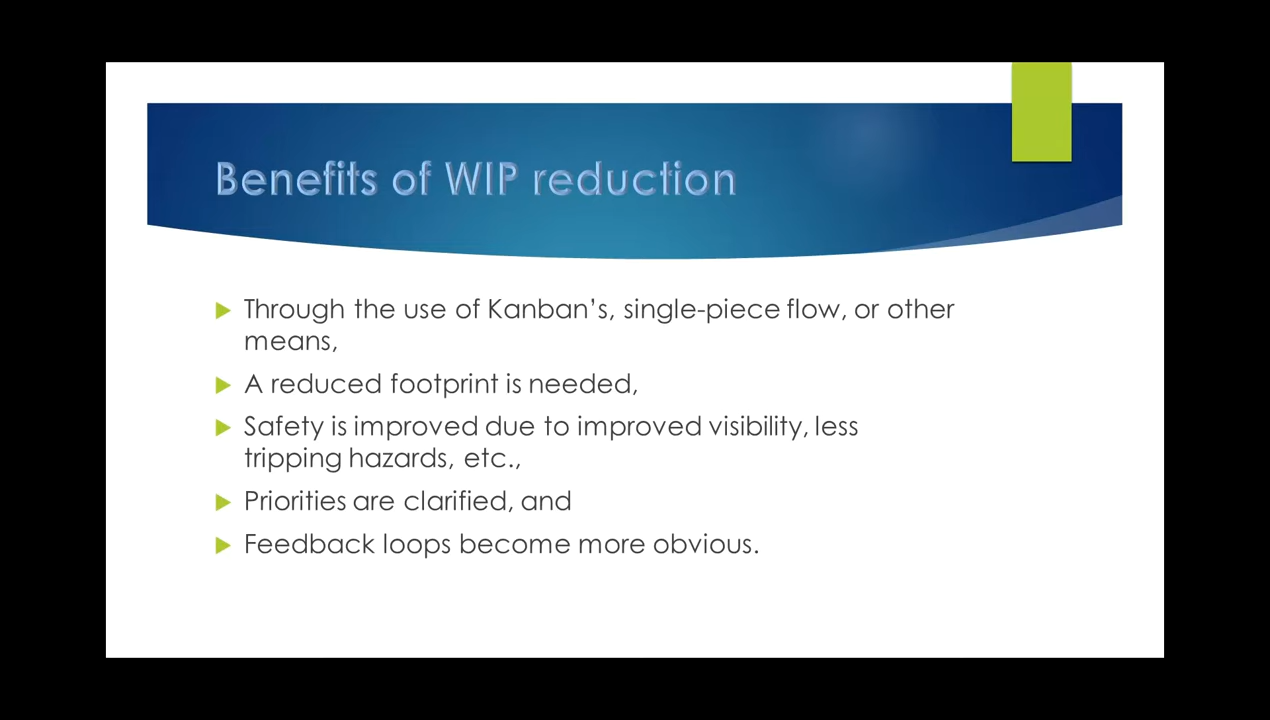 Benefits of WIP reduction
Through the use of Kanban’s, single-piece flow, or other
means,
A reduced footprint is needed,
Safety is improved due to improved visibility, less
tripping hazards, etc.,
Priorities are clarified, and
Feedback loops become more obvious.